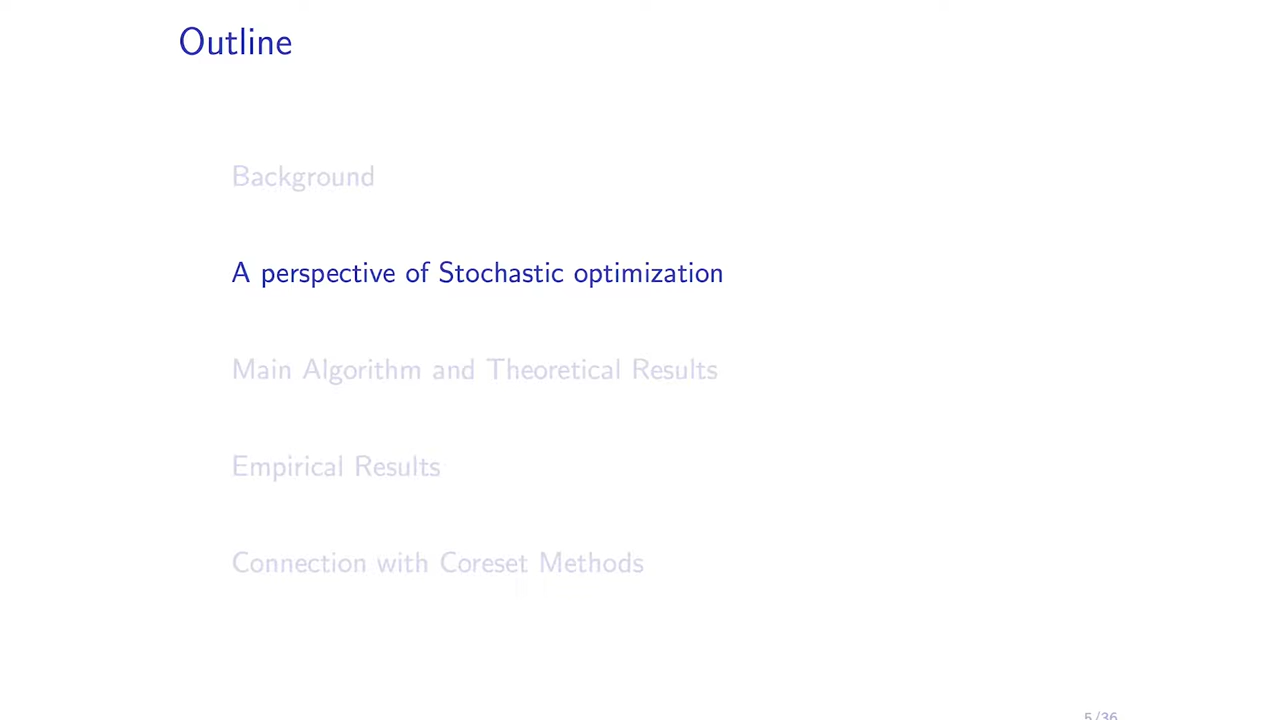 Outline
Background
A perspective of Stochastic optimization
Main Algorithm and Theoretical Results
Empirical Results
Connection with Coreset Methods
5/36